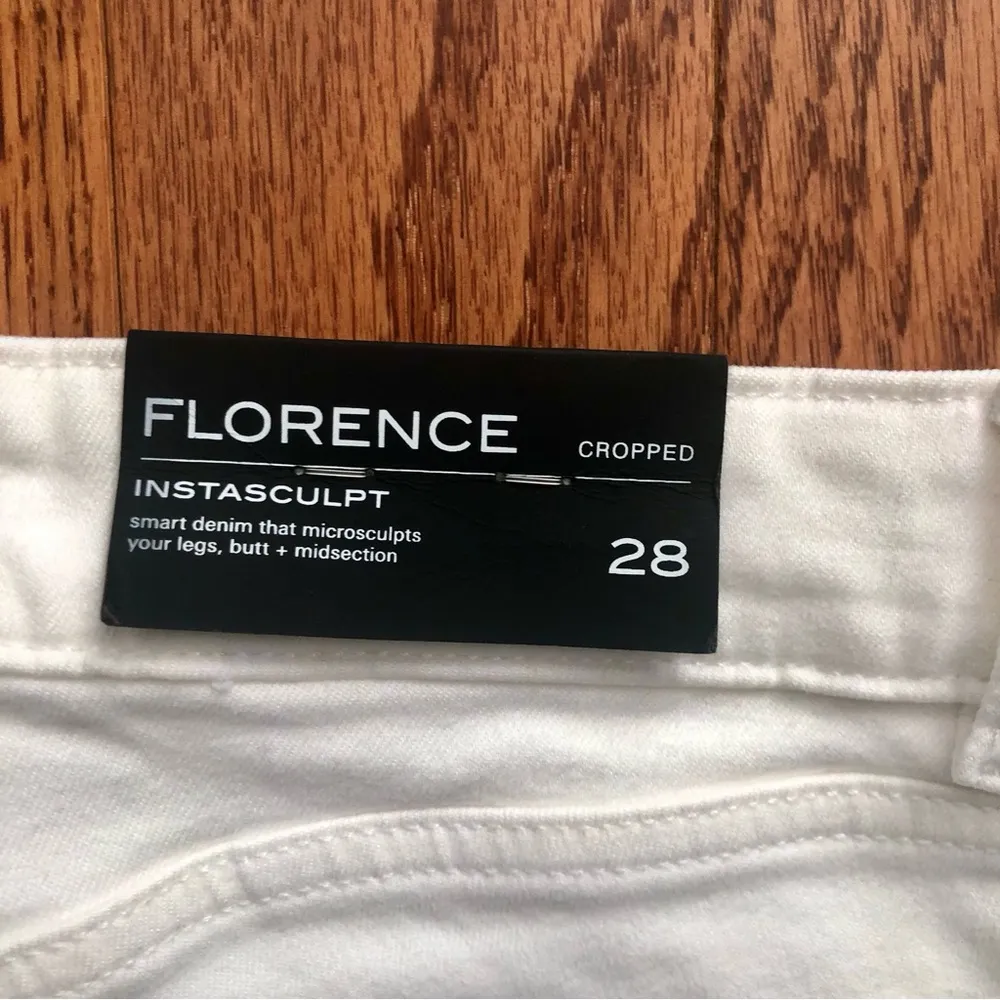 FLORENCE CROPPED
INSTASCULPT
smart denim that microsculpts
your legs, butt + midsection
28